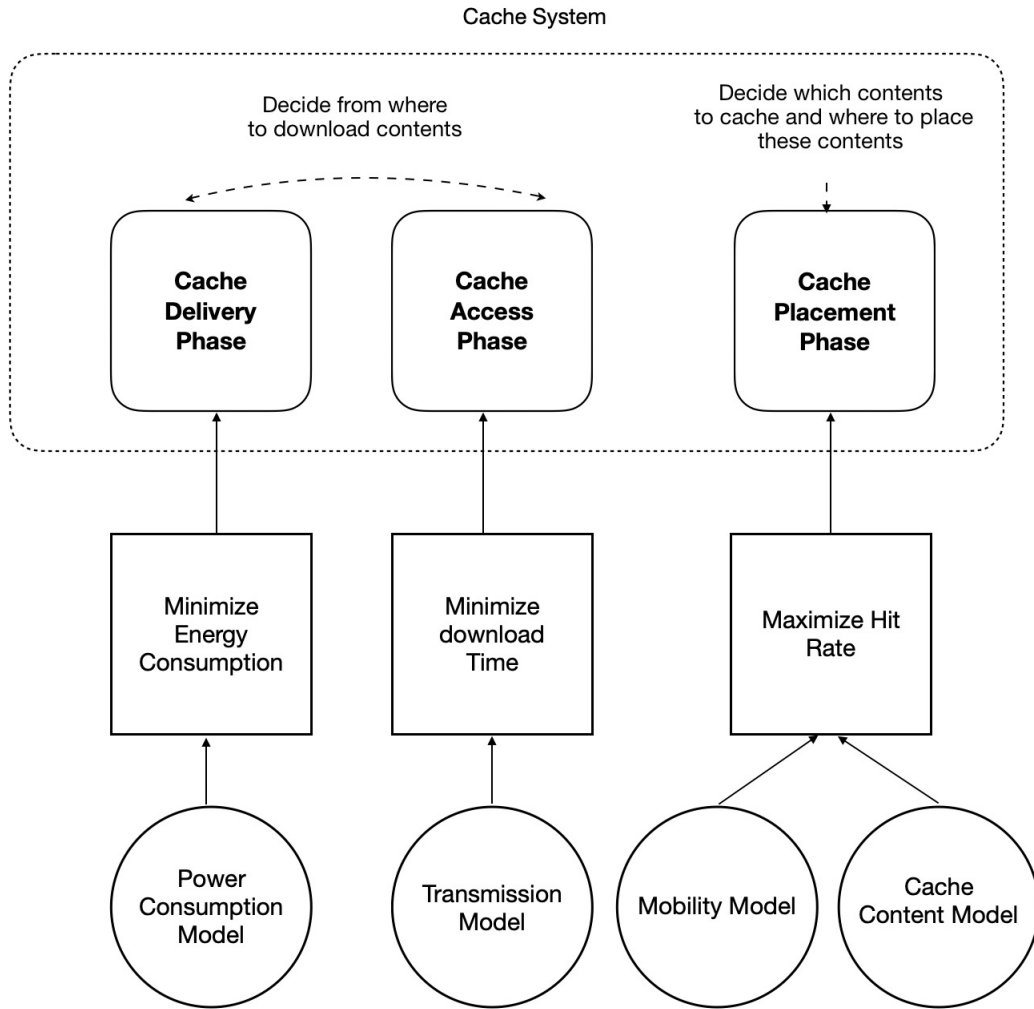 Cache System
Decide from where
to download contents
Decide which contents
to cache and where to place
these contents
Cache
Delivery
Phase
Cache
Access
Phase
Cache
Placement
Phase
Minimize
Energy
Consumption
Minimize
download
Time
Maximize Hit
Rate
Power
Consumption
Model
Transmission
Model
Mobility Model
Cache
Content Model